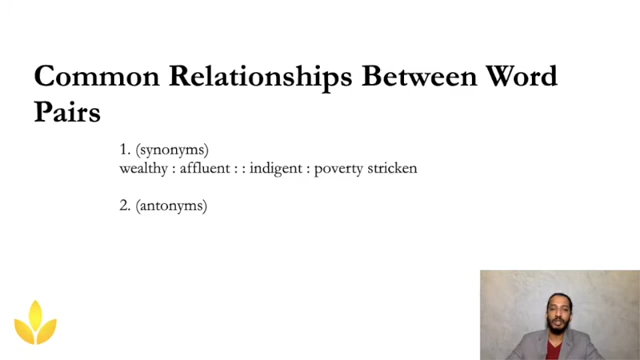 Common Relationships Between Word
Pairs
1. (synonyms)
wealthy : affluent : : indigent : poverty stricken
2. (antonyms)